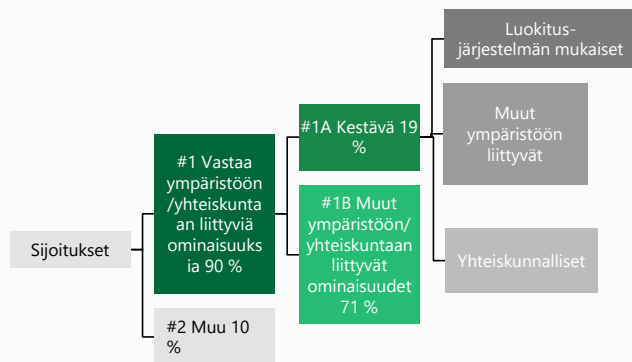 Sijoitukset
#1 Vastaa
ympäristöön
/yhteiskunta
an liittyviä
ominaisuuks
ia 90 %
#2 Muu 10
%
#1A Kestävä 19
%
#1B Muut
ympäristöön/
yhteiskuntaan
liittyvät
ominaisuudet
71 %
Luokitus-
järjestelmän mukaiset
Muut
ympäristöön
liittyvät
Yhteiskunnalliset